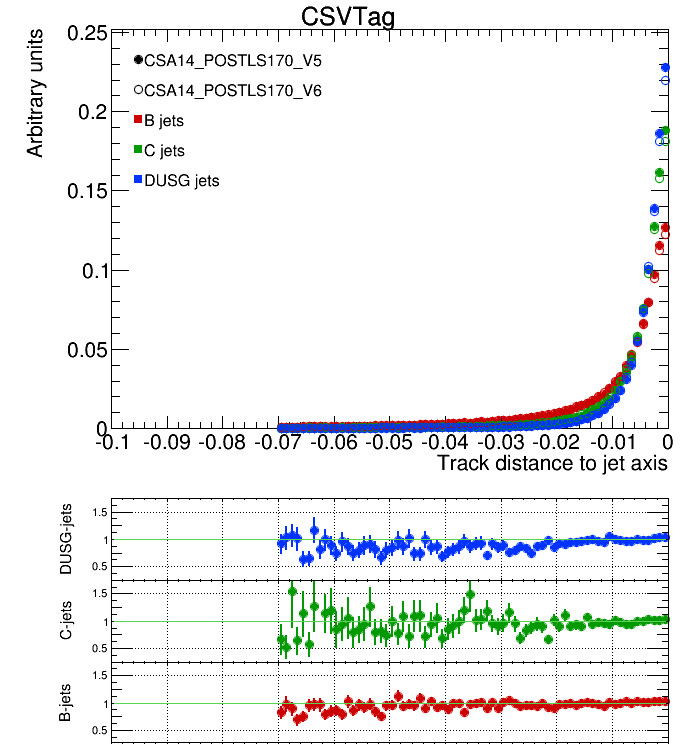 CSVTag
Arbitrary units
0.25
0.2
0.15
0.1
0.05
0
CSA14_POSTLS170_V5
CSA14_POSTLS170_V6
B jets
C jets
DUSG jets
-0.1 -0.09 -0.08 -0.07 -0.06 -0.05 -0.04 -0.03 -0.02 -0.01 0
Track distance to jet axis
DUSG-jets
1.5
1
0.5
C-jets
1.5
1
0.5
B-jets
1.5
1
0.5